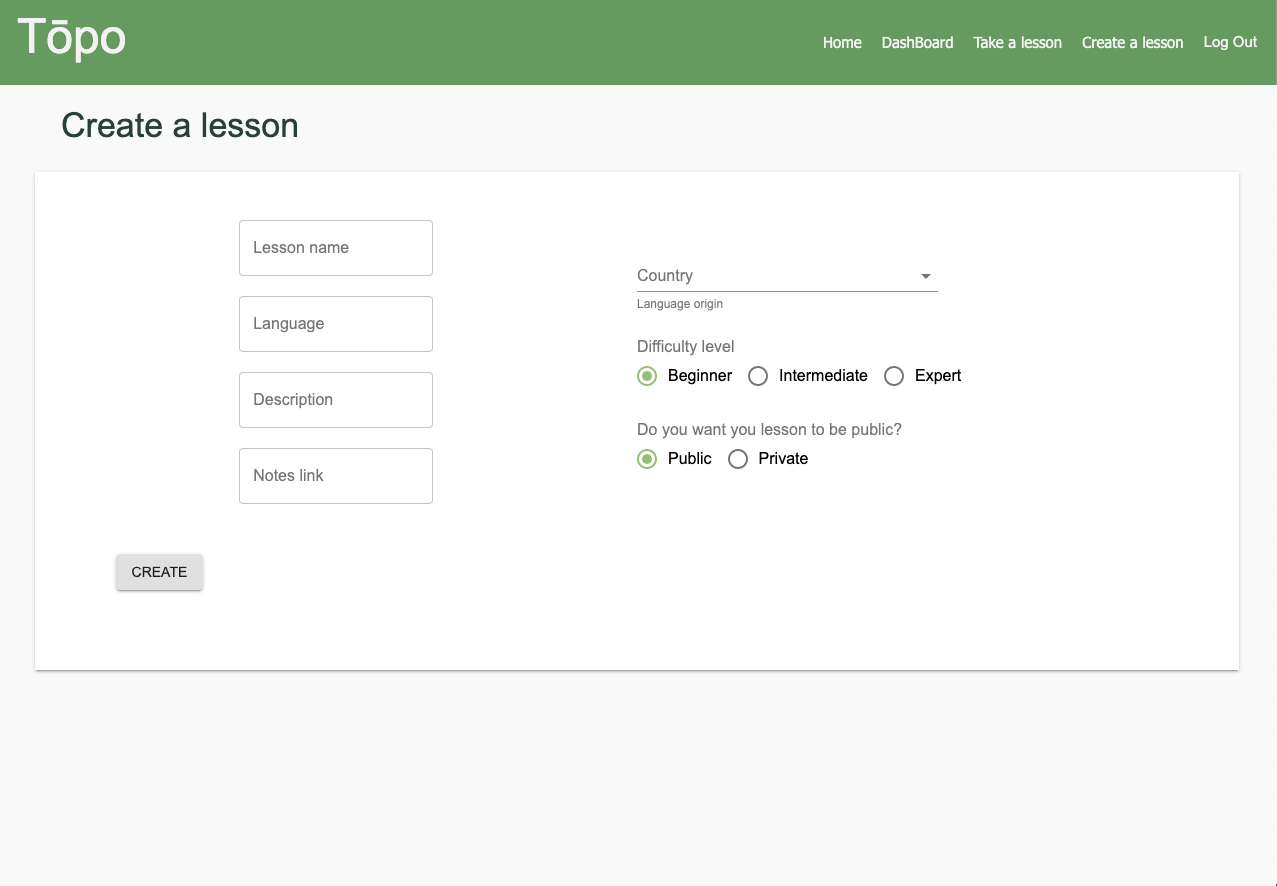 Tōpo
Home DashBoard Take a lesson Create a lesson Log Out
Create a lesson
Lesson name
Language
Description
Notes link
Country
Language origin
Difficulty level
Beginner Intermediate Expert
Do you want you lesson to be public?
Public Private
CREATE